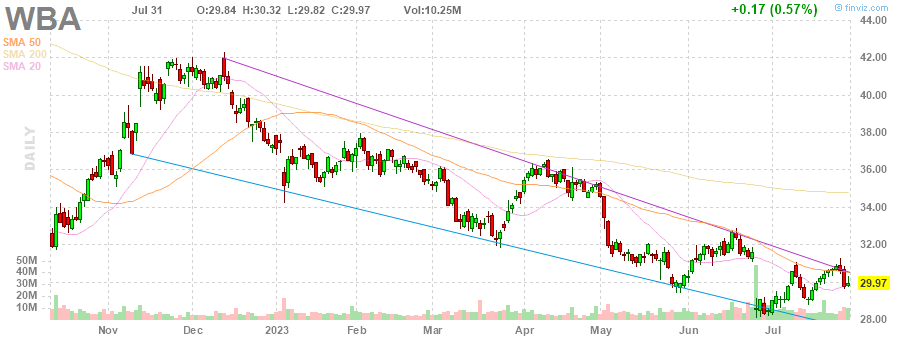 WBA Jul 31 O:29.84 H:30.32 L:29.82 C:29.97 Vol:10.25M +0.17 (0.57%) finviz.com
SMA 50
SMA 200
SMA 20
DAILY
44.00
42.00
40.00
38.00
36.00
34.00
32.00
29.97
28.00
50M
40M
30M
20M
10M
Nov Dec 2023 Feb Mar Apr May Jun Jul